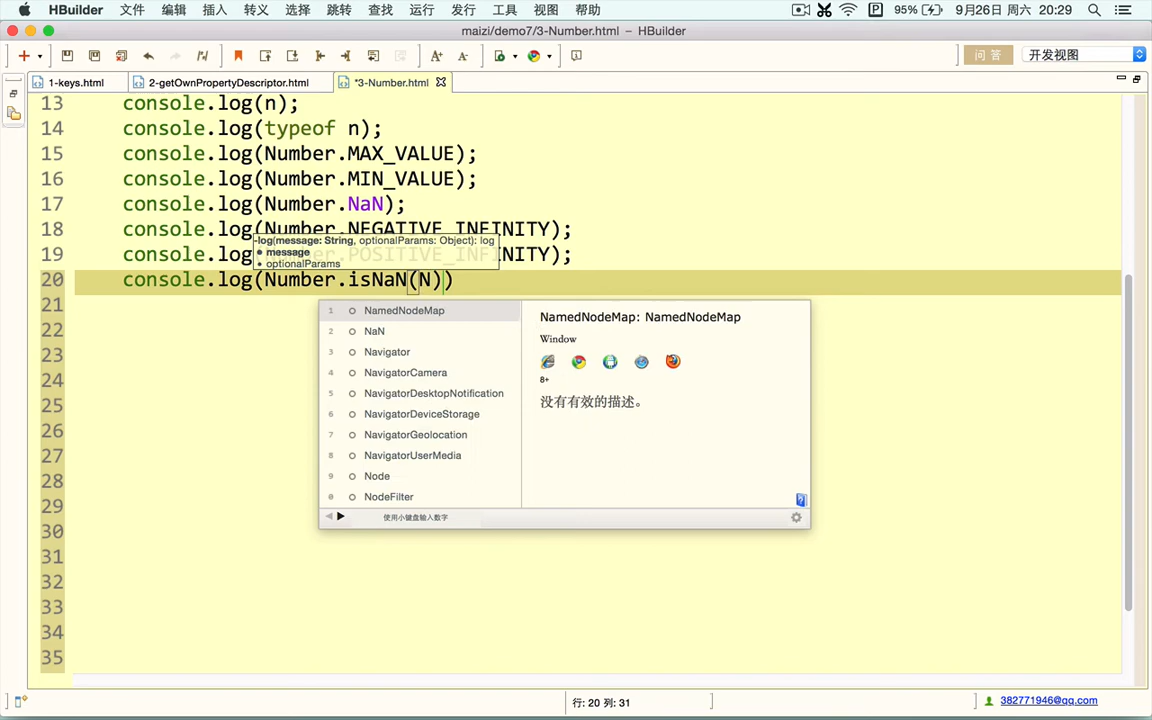 HBuilder 文件 编辑 插入 转义 选择 跳转 查找 运行 发行 工具 视图 帮助 95% 9月26日 周六 20:29
maizi/demo7/3-Number.html – HBuilder
问 答 开发视图
1-keys.html 2-getOwnPropertyDescriptor.html *3-Number.html
13 console.log(n);
14 console.log(typeof n);
15 console.log(Number.MAX_VALUE);
16 console.log(Number.MIN_VALUE);
17 console.log(Number.NaN);
18 console.log(Number.NEGATIVE_INFINITY);
-log(message: String, optionalParams: Object): log
• message
19 console.log(Number.POSITIVE_INFINITY);
• optionalParams
20 console.log(Number.isNaN(N))
21
22
23
24
25
26
27
28
29
30
31
32
33
34
35
1 NamedNodeMap
2 NaN
3 Navigator
4 NavigatorCamera
5 NavigatorDesktopNotification
6 NavigatorDeviceStorage
7 NavigatorGeolocation
8 NavigatorUserMedia
9 Node
0 NodeFilter
使用小键盘输入数字
NamedNodeMap: NamedNodeMap
Window
8+
没有有效的描述。
行: 20 列: 31
382771946@qq.com